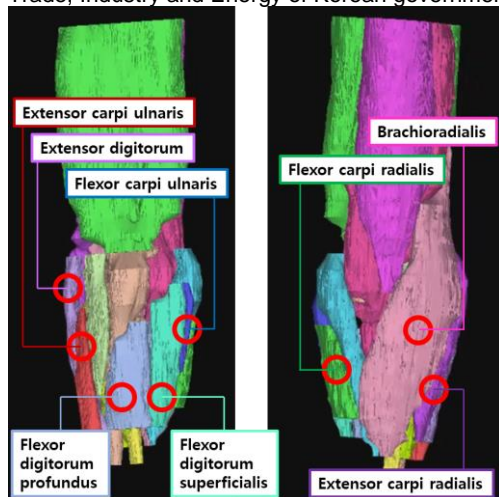 Trade, Industry and Energy of Korean government
Extensor carpi ulnaris
Extensor digitorum
Flexor carpi ulnaris
Brachioradialis
Flexor carpi radialis
Flexor
digitorum
profundus
Flexor
digitorum
superficialis
Extensor carpi radialis